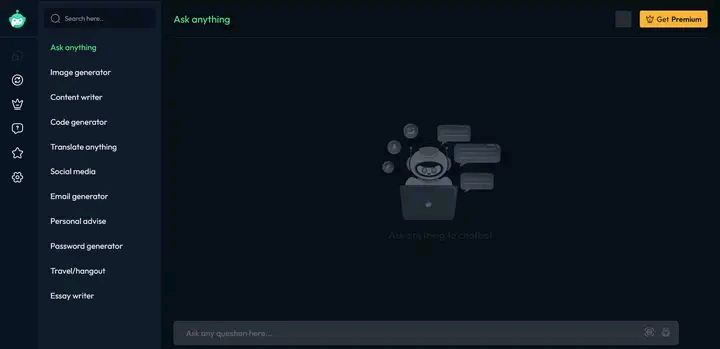 Search here...
Ask anything
Image generator
Content writer
Code generator
Translate anything
Social media
Email generator
Personal advise
Password generator
Travel/hangout
Essay writer
Ask anything
Get Premium
Ask anything to chatbot
Ask any question here...